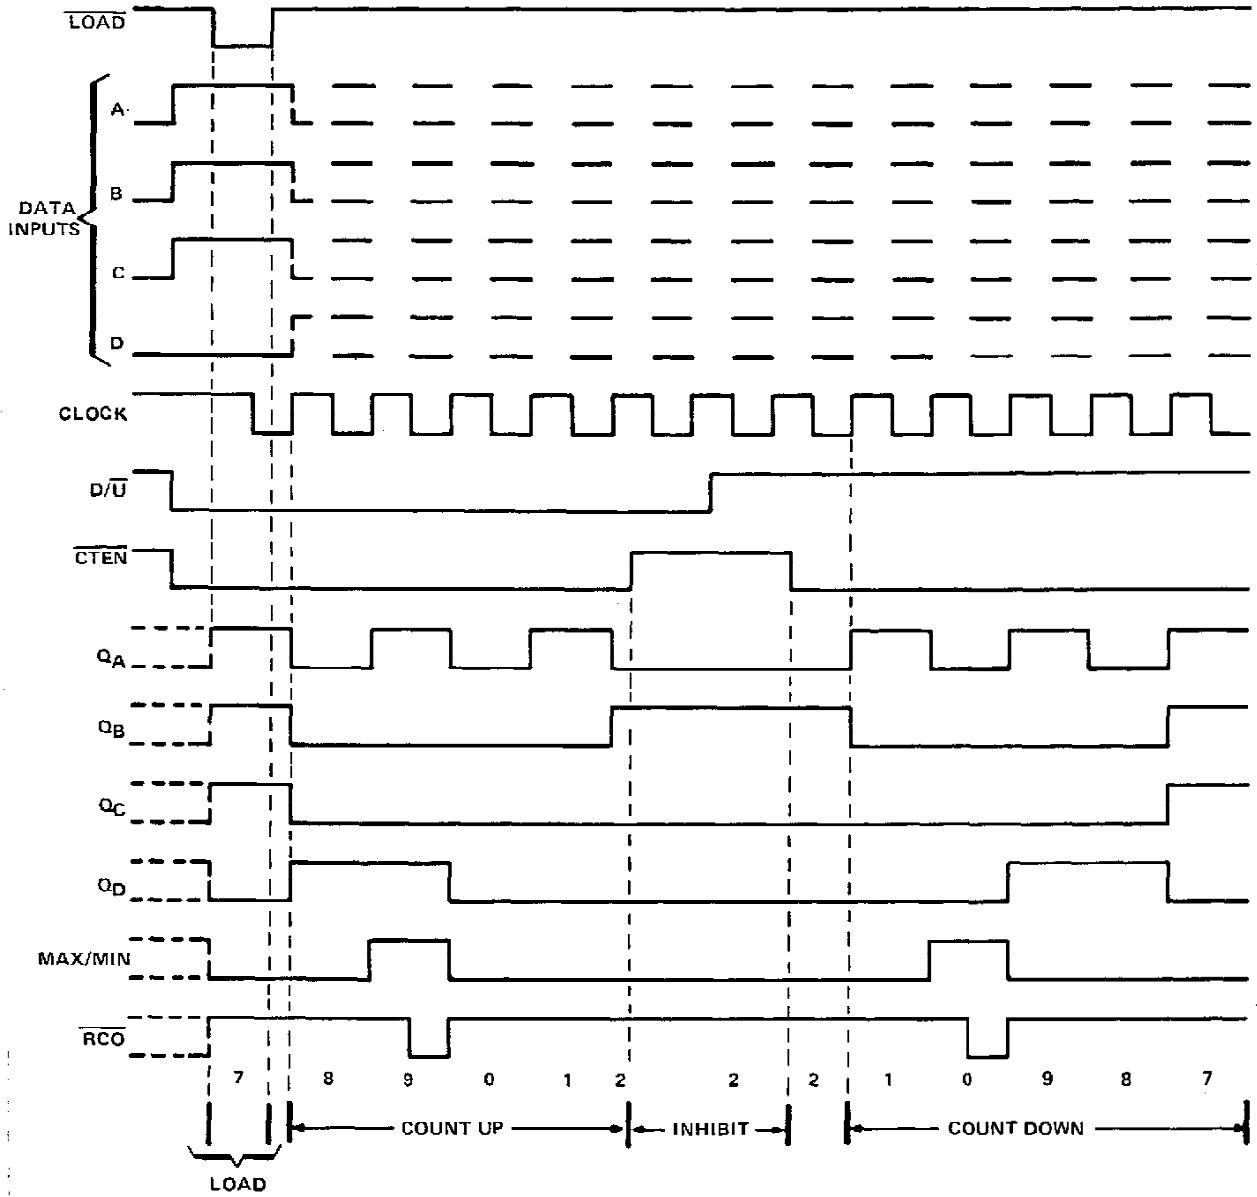 LOAD
A
B
DATA
INPUTS
C
D
CLOCK
D/U
CTEN
QA
QB
QC
QD
MAX/MIN
RCO
7 8 9 0 1 2 2 2 1 0 9 8 7
COUNT UP INHIBIT COUNT DOWN
LOAD